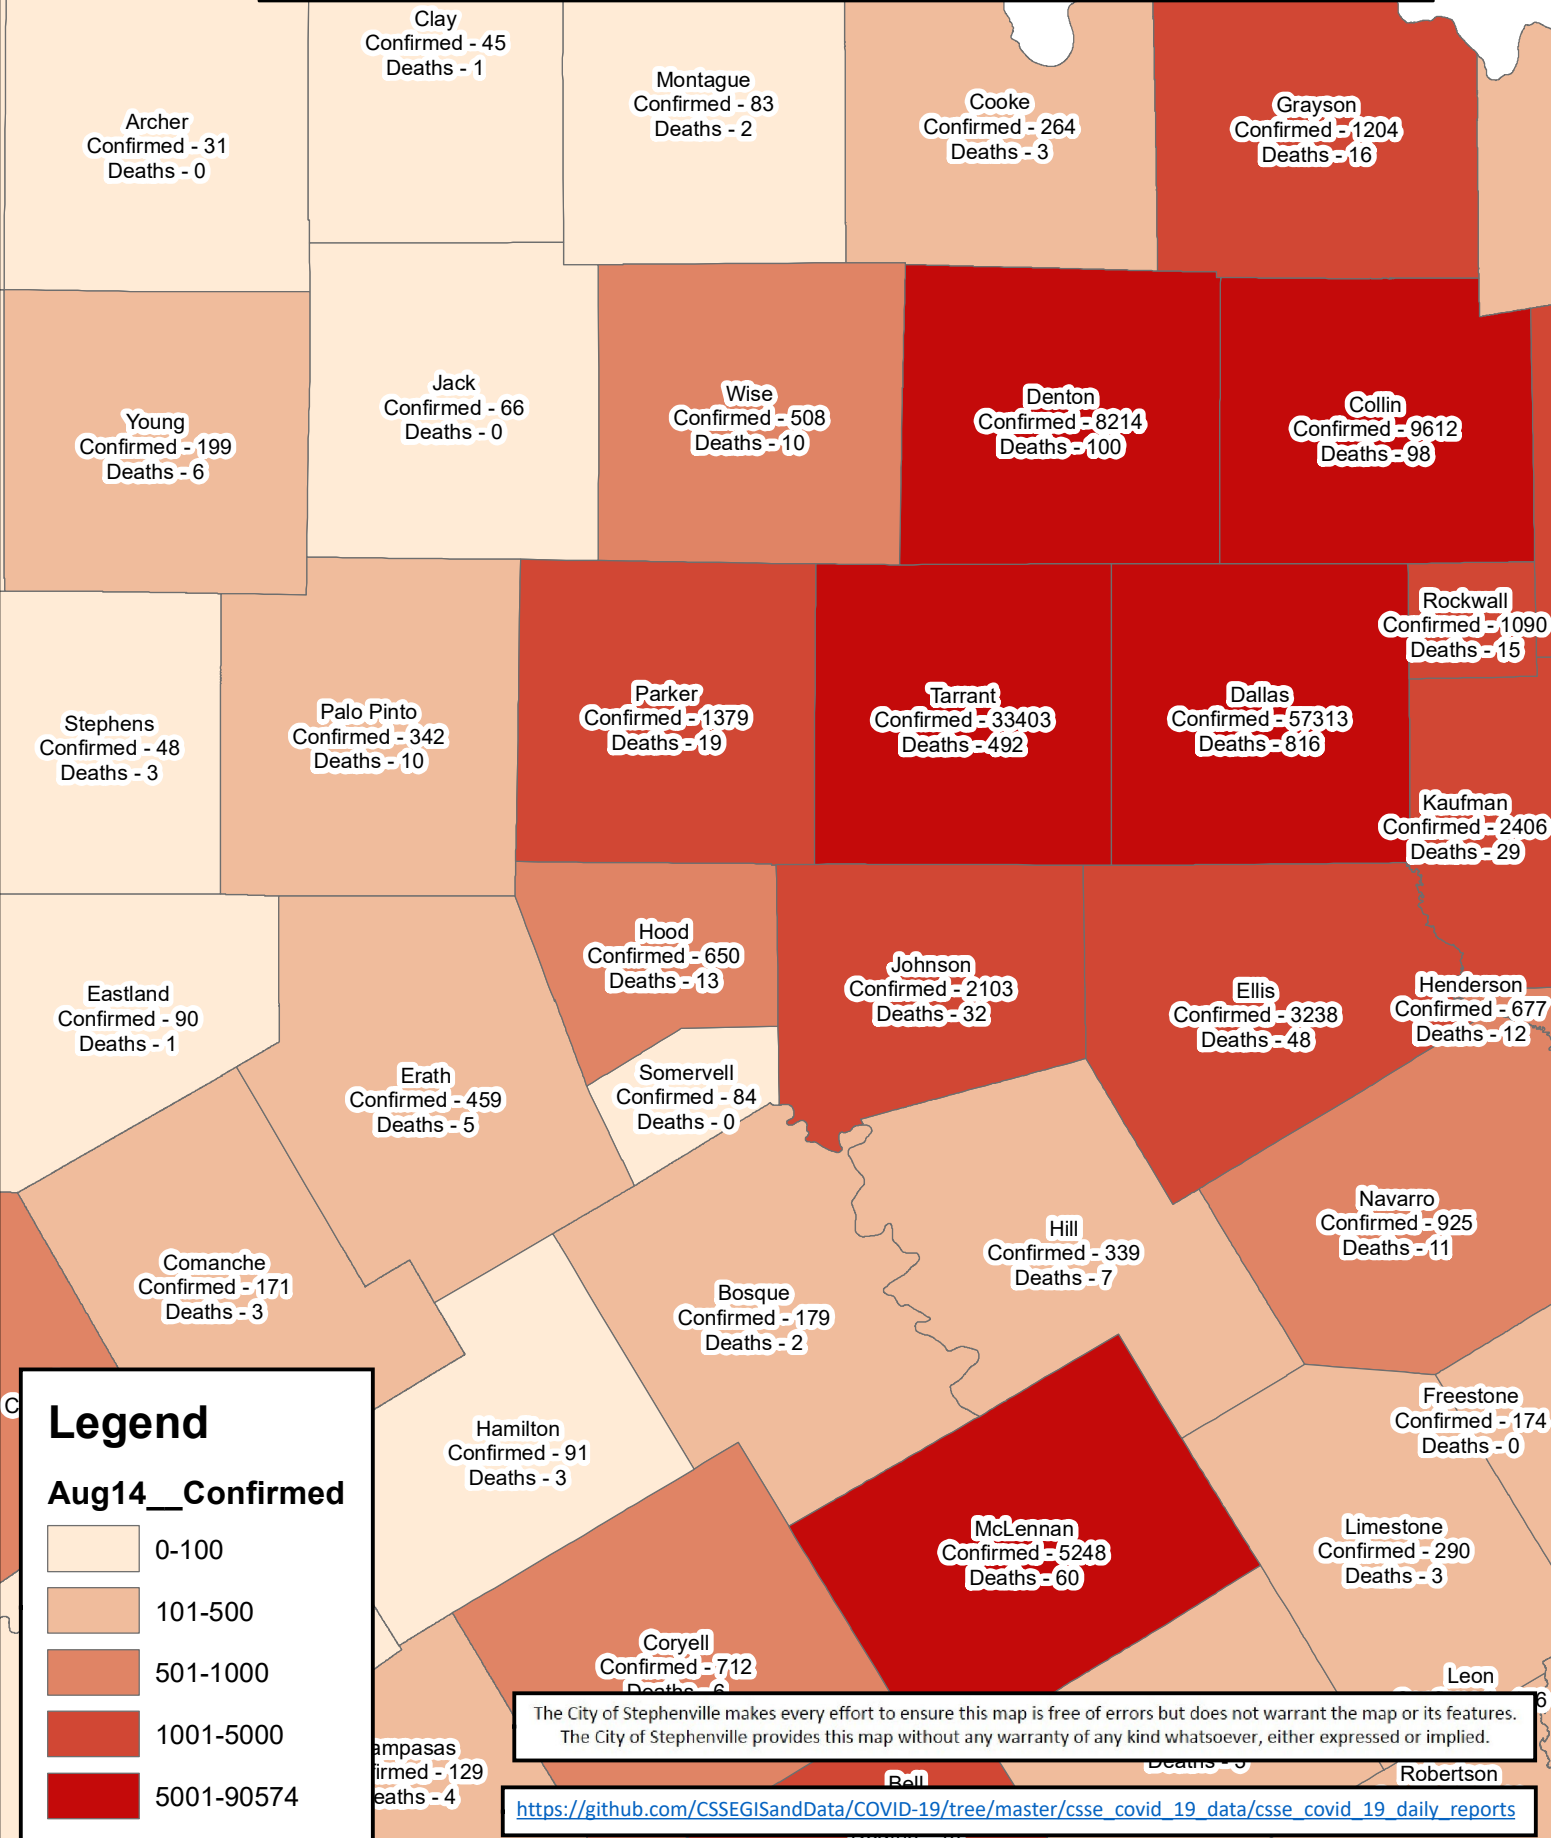 Clay
Confirmed - 45
Deaths - 1
Montague
Confirmed - 83
Deaths - 2
Cooke
Confirmed - 264
Deaths - 3
Grayson
Confirmed - 1204
Deaths - 16
Archer
Confirmed - 31
Deaths - 0
Young
Confirmed - 199
Deaths - 6
Jack
Confirmed - 66
Deaths - 0
Wise
Confirmed - 508
Deaths - 10
Denton
Confirmed - 8214
Deaths - 100
Collin
Confirmed - 9612
Deaths - 98
Rockwall
Confirmed - 1090
Deaths - 15
Stephens
Confirmed - 48
Deaths - 3
Palo Pinto
Confirmed - 342
Deaths - 10
Parker
Confirmed - 1379
Deaths - 19
Tarrant
Confirmed - 33403
Deaths - 492
Dallas
Confirmed - 57313
Deaths - 816
Kaufman
Confirmed - 2406
Deaths - 29
Eastland
Confirmed - 90
Deaths - 1
Hood
Confirmed - 650
Deaths - 13
Johnson
Confirmed - 2103
Deaths - 32
Ellis
Confirmed - 3238
Deaths - 48
Henderson
Confirmed - 677
Deaths - 12
Erath
Confirmed - 459
Deaths - 5
Somervell
Confirmed - 84
Deaths - 0
Comanche
Confirmed - 171
Deaths - 3
Bosque
Confirmed - 179
Deaths - 2
Hill
Confirmed - 339
Deaths - 7
Navarro
Confirmed - 925
Deaths - 11
Freestone
Confirmed - 174
Deaths - 0
C
Hamilton
Confirmed - 91
Deaths - 3
McLennan
Confirmed - 5248
Deaths - 60
Limestone
Confirmed - 290
Deaths - 3
Coryell
Confirmed - 712
Deaths - 6
Leon
6
ampasas
firmed - 129
eaths - 4
Bell
Deaths - 3
Robertson
Legend
Aug14__Confirmed
0-100
101-500
501-1000
1001-5000
5001-90574
The City of Stephenville makes every effort to ensure this map is free of errors but does not warrant the map or its features.
The City of Stephenville provides this map without any warranty of any kind whatsoever, either expressed or implied.
https://github.com/CSSEGISandData/COVID-19/tree/master/csse_covid_19_data/csse_covid_19_daily_reports